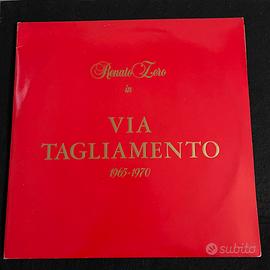 Renato Zero
in
VIA
TAGLIAMENTO
1965-1970
subito